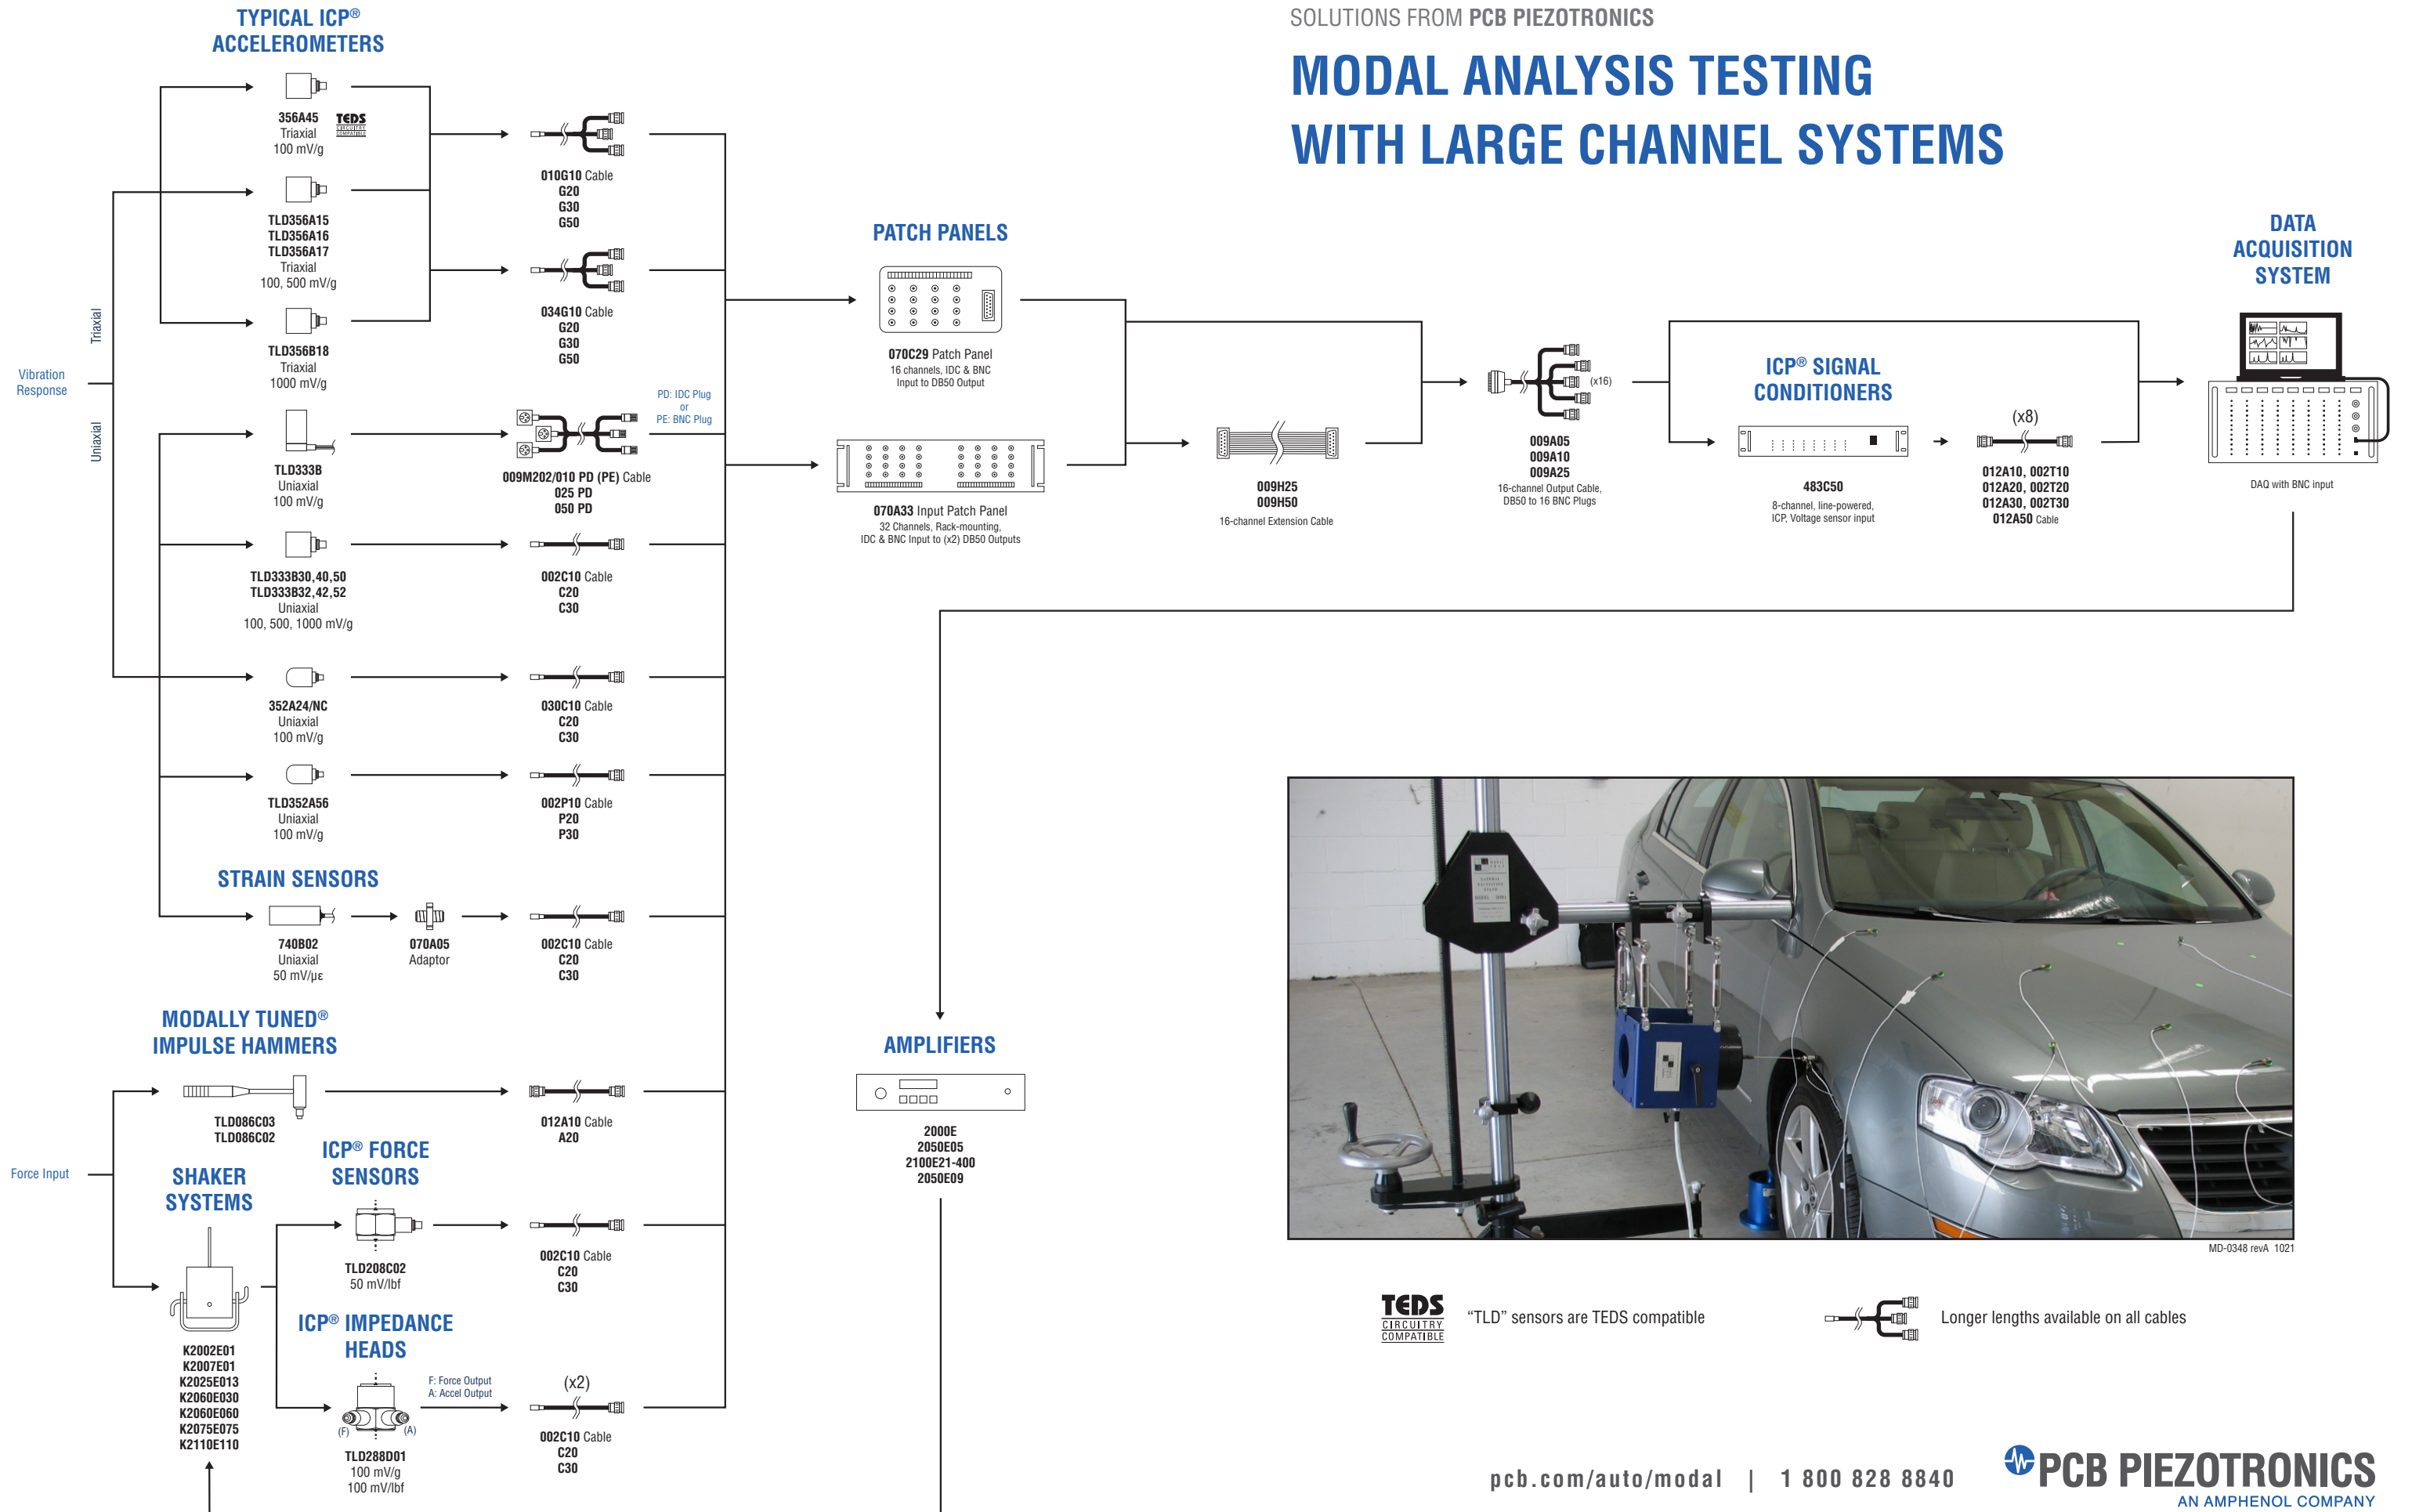 TYPICAL ICP®
ACCELEROMETERS
356A45
Triaxial
100 mV/g
TEDS
CIRCUITRY
COMPATIBLE
TLD356A15
TLD356A16
TLD356A17
Triaxial
100, 500 mV/g
TLD356B18
Triaxial
1000 mV/g
TLD333B
Uniaxial
100 mV/g
TLD333B30,40,50
TLD333B32,42,52
Uniaxial
100, 500, 1000 mV/g
352A24/NC
Uniaxial
100 mV/g
TLD352A56
Uniaxial
100 mV/g
Vibration
Response
Triaxial
Uniaxial
010G10 Cable
G20
G30
G50
034G10 Cable
G20
G30
G50
PD: IDC Plug
or
PE: BNC Plug
009M202/010 PD (PE) Cable
025 PD
050 PD
002C10 Cable
C20
C30
030C10 Cable
C20
C30
002P10 Cable
P20
P30
STRAIN SENSORS
740B02
Uniaxial
50 mV/µε
070A05
Adaptor
002C10 Cable
C20
C30
MODALLY TUNED®
IMPULSE HAMMERS
TLD086C03
TLD086C02
012A10 Cable
A20
Force Input
SHAKER
SYSTEMS
K2002E01
K2007E01
K2025E013
K2060E030
K2060E060
K2075E075
K2110E110
ICP® FORCE
SENSORS
TLD208C02
50 mV/lbf
002C10 Cable
C20
C30
ICP® IMPEDANCE
HEADS
F: Force Output
A: Accel Output
(F)
(A)
TLD288D01
100 mV/g
100 mV/lbf
(x2)
002C10 Cable
C20
C30
SOLUTIONS FROM PCB PIEZOTRONICS
MODAL ANALYSIS TESTING
WITH LARGE CHANNEL SYSTEMS
PATCH PANELS
070C29 Patch Panel
16 channels, IDC & BNC
Input to DB50 Output
070A33 Input Patch Panel
32 Channels, Rack-mounting,
IDC & BNC Input to (x2) DB50 Outputs
009H25
009H50
16-channel Extension Cable
(x16)
009A05
009A10
009A25
16-channel Output Cable,
DB50 to 16 BNC Plugs
ICP® SIGNAL
CONDITIONERS
483C50
8-channel, line-powered,
ICP, Voltage sensor input
(x8)
012A10, 002T10
012A20, 002T20
012A30, 002T30
012A50 Cable
DATA
ACQUISITION
SYSTEM
DAQ with BNC input
AMPLIFIERS
2000E
2050E05
2100E21-400
2050E09
MD-0348 revA 1021
TEDS
CIRCUITRY
COMPATIBLE
“TLD” sensors are TEDS compatible
Longer lengths available on all cables
pcb.com/auto/modal | 1 800 828 8840
PCB PIEZOTRONICS
AN AMPHENOL COMPANY